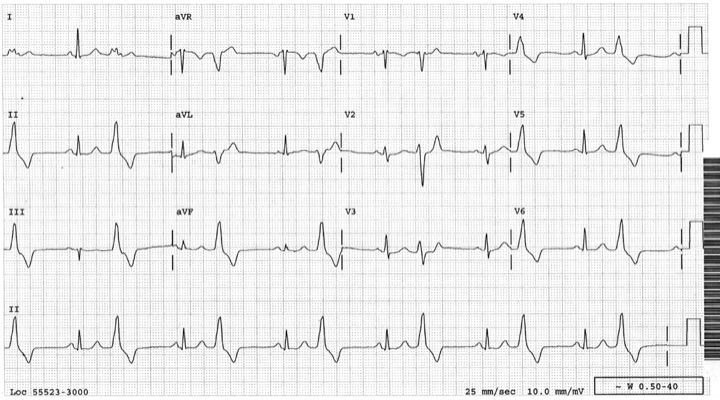 I aVR V1 V4
II aVL V2 V5
III aVF V3 V6
II
Loc 55523-3000 25 mm/sec 10.0 mm/mV ~ W 0.50-40